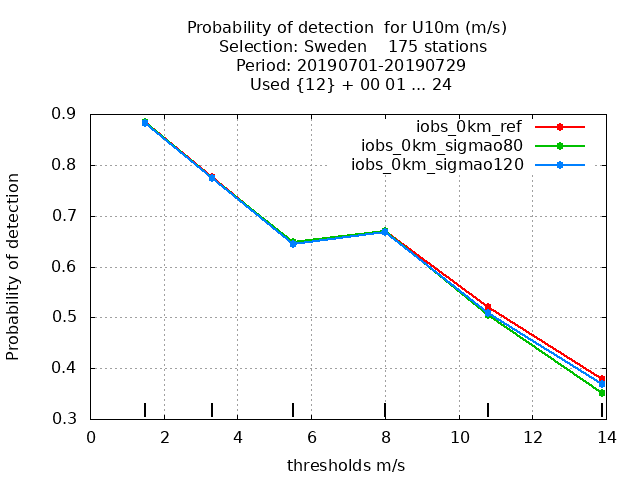 Probability of detection  for U10m (m/s)
Selection: Sweden    175 stations
Period: 20190701-20190729
Used {12} + 00 01 ... 24
iobs_0km_ref
iobs_0km_sigmao80
iobs_0km_sigmao120
Probability of detection
0.9
0.8
0.7
0.6
0.5
0.4
0.3
0 2 4 6 8 10 12 14
thresholds m/s